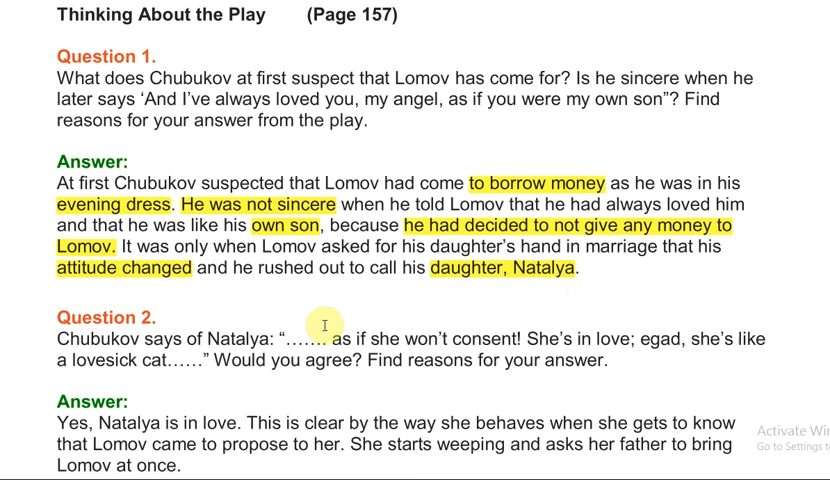 Thinking About the Play (Page 157)
Question 1.
What does Chubukov at first suspect that Lomov has come for? Is he sincere when he
later says ‘And I’ve always loved you, my angel, as if you were my own son”? Find
reasons for your answer from the play.
Answer:
At first Chubukov suspected that Lomov had come to borrow money as he was in his
evening dress. He was not sincere when he told Lomov that he had always loved him
and that he was like his own son, because he had decided to not give any money to
Lomov. It was only when Lomov asked for his daughter’s hand in marriage that his
attitude changed and he rushed out to call his daughter, Natalya.
Question 2.
Chubukov says of Natalya: “……. as if she won’t consent! She’s in love; egad, she’s like
a lovesick cat……” Would you agree? Find reasons for your answer.
Answer:
Yes, Natalya is in love. This is clear by the way she behaves when she gets to know
that Lomov came to propose to her. She starts weeping and asks her father to bring
Lomov at once.
Activate Win
Go to Settings t